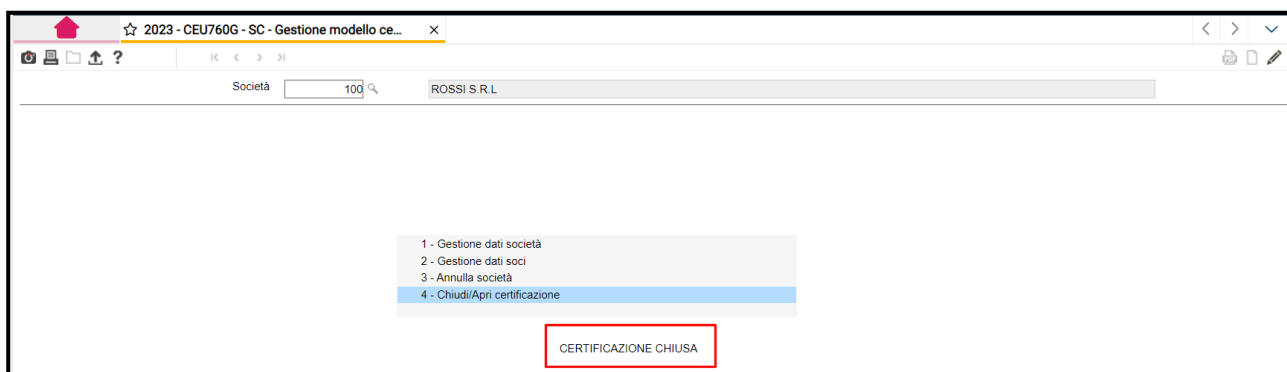 2023 - CEU760G - SC - Gestione modello ce...
?
Società 100 ROSSI S.R.L
1 - Gestione dati società
2 - Gestione dati soci
3 - Annulla società
4 - Chiudi/Apri certificazione
CERTIFICAZIONE CHIUSA